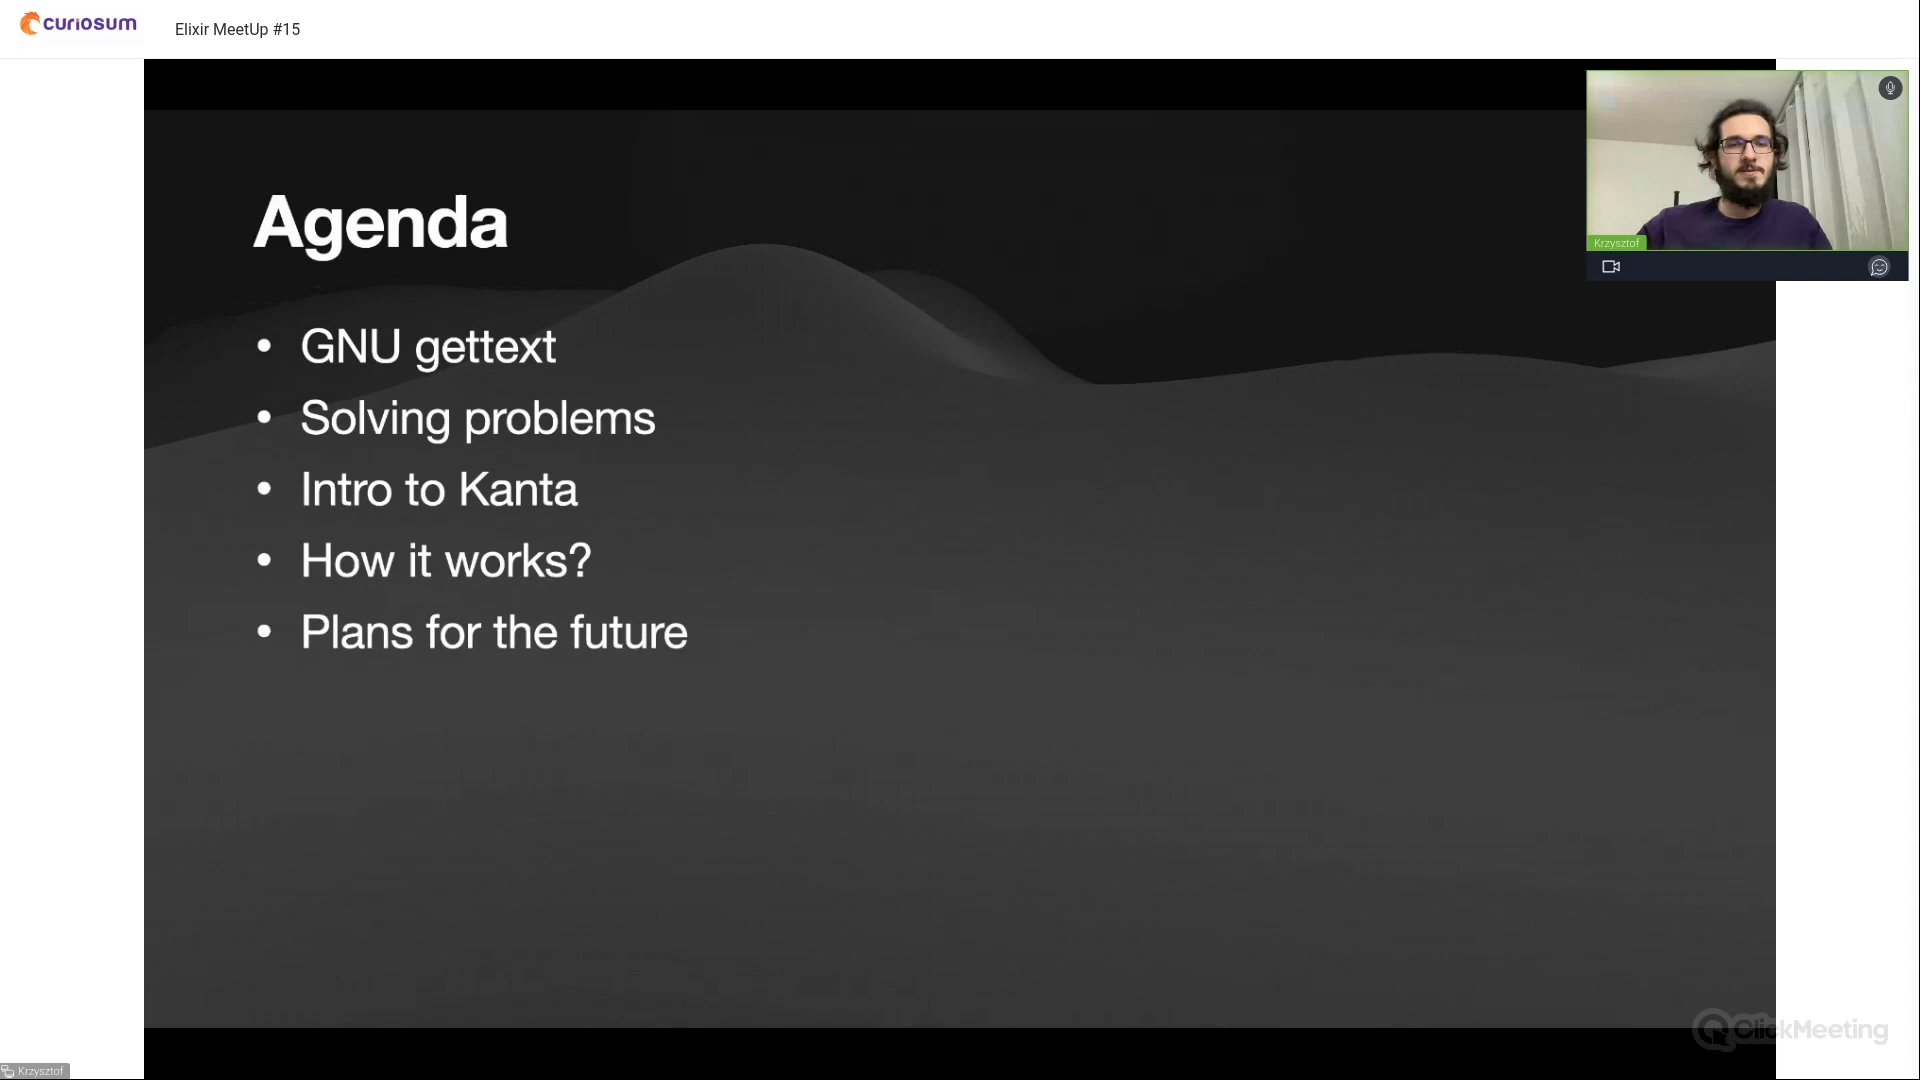 curiosum
Elixir MeetUp #15
Krzysztof
Agenda
• GNU gettext
• Solving problems
• Intro to Kanta
• How it works?
• Plans for the future
ClickMeeting
Krzysztof